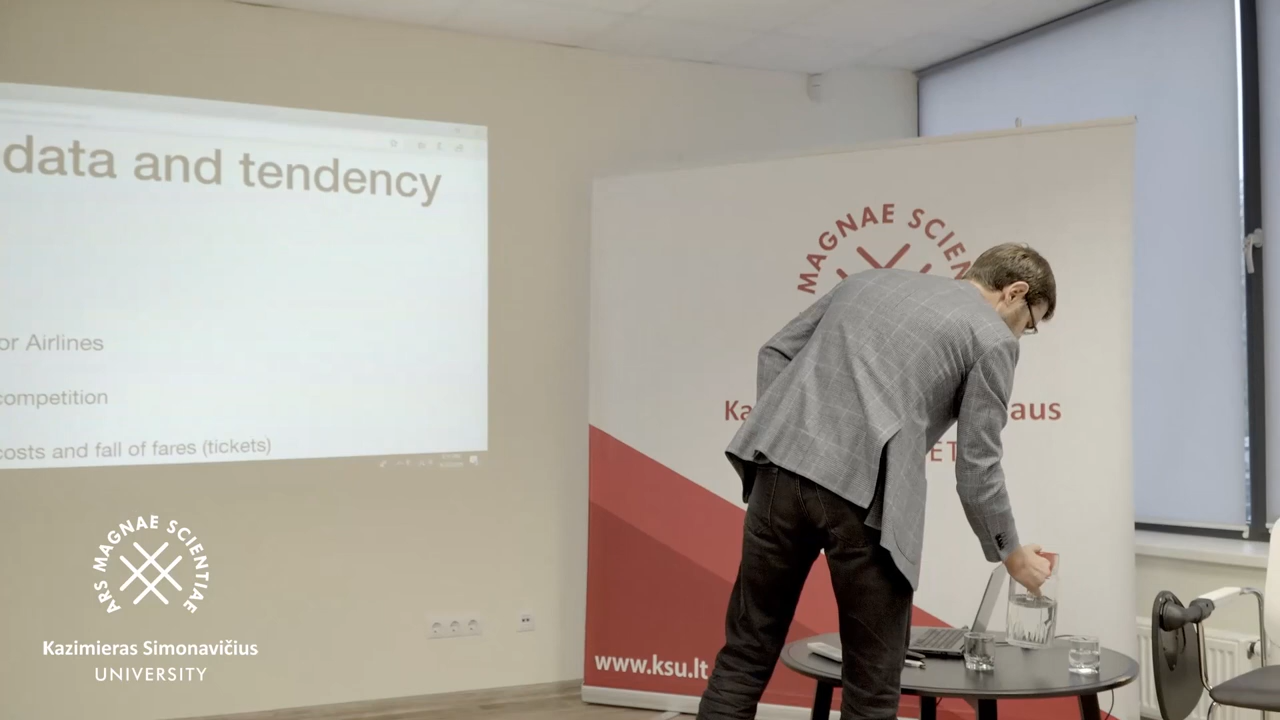 data and tendency
or Airlines
competition
costs and fall of fares (tickets)
MAGNAE SCIEN
Ka aus
ET
www.ksu.lt
ARS MAGNAE SCIENTIAE
Kazimieras Simonavičius
UNIVERSITY